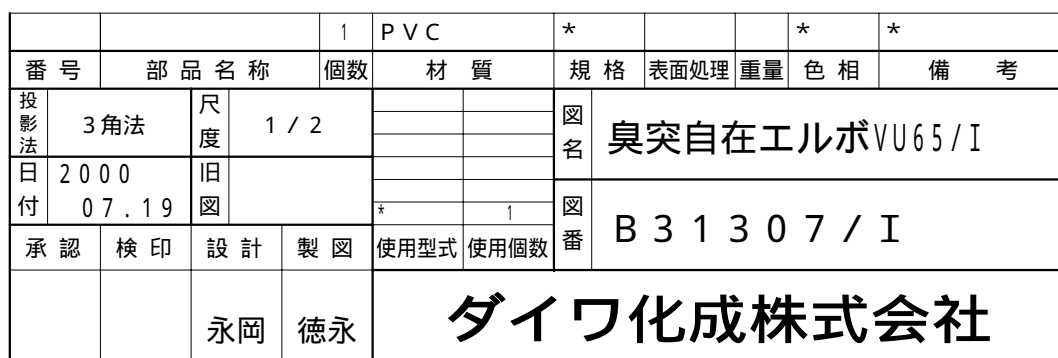 1 PVC * * *
番号 部品名称 個数 材質 規格 表面処理 重量 色相 備考
投影法 3角法 尺度 1/2
図名 臭突自在エルボVU65/I
日付 2000 07.19 旧図
* 1
図番 B31307/I
承認 検印 設計 製図 使用型式 使用個数
永岡 徳永 ダイワ化成株式会社